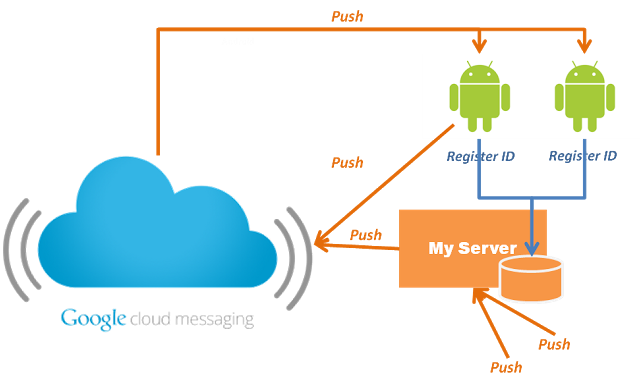 Push
Push
Register ID
Register ID
Push
My Server
Google cloud messaging
Push
Push